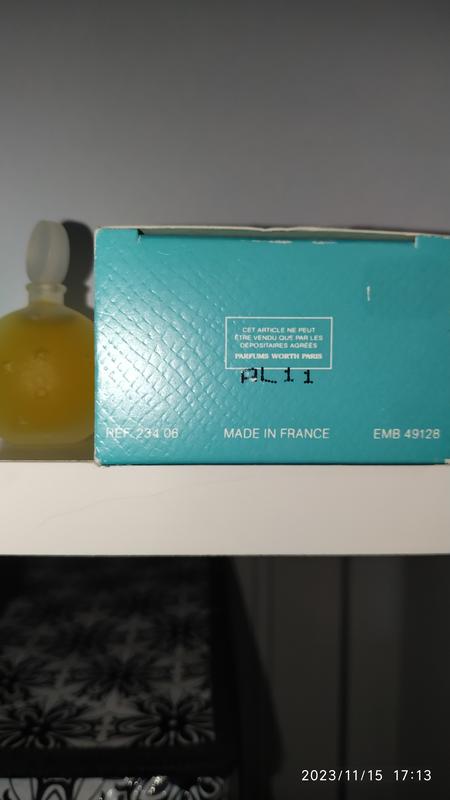 CET ARTICLE NE PEUT
ÊTRE VENDU QUE PAR LES
DÉPOSITAIRES AGRÉÉS
PARFUMS WORTH PARIS
AL 11
REF. 234 06 MADE IN FRANCE EMB 49128
2023/11/15 17:13